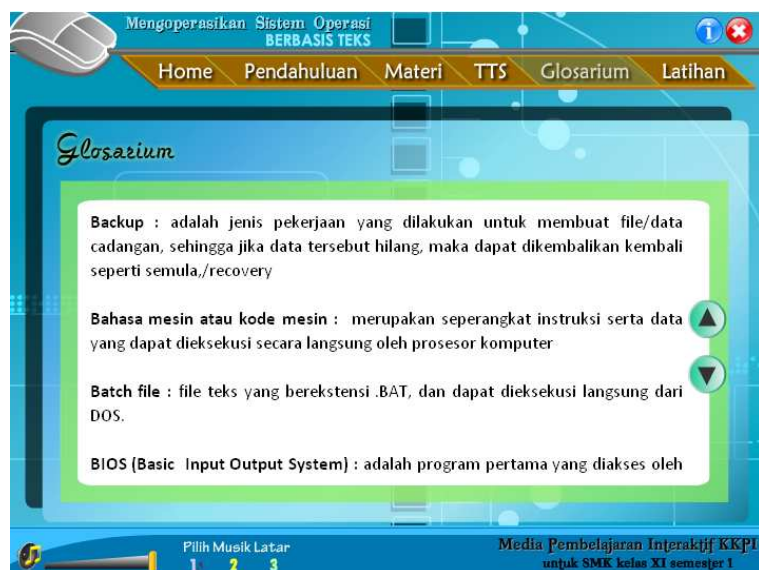 Mengoperasikan Sistem Operasi
BERBASIS TEKS
Home Pendahuluan Materi TTS Glosarium Latihan
Glosarium
Backup : adalah jenis pekerjaan yang dilakukan untuk membuat file/data
cadangan, sehingga jika data tersebut hilang, maka dapat dikembalikan kembali
seperti semula,/recovery
Bahasa mesin atau kode mesin : merupakan seperangkat instruksi serta data
yang dapat dieksekusi secara langsung oleh prosesor komputer
Batch file : file teks yang berekstensi .BAT, dan dapat dieksekusi langsung dari
DOS.
BIOS (Basic Input Output System) : adalah program pertama yang diakses oleh
Pilih Musik Latar
1 2 3
Media Pembelajaran Interaktif KKPI
untuk SMK kelas XI semester 1